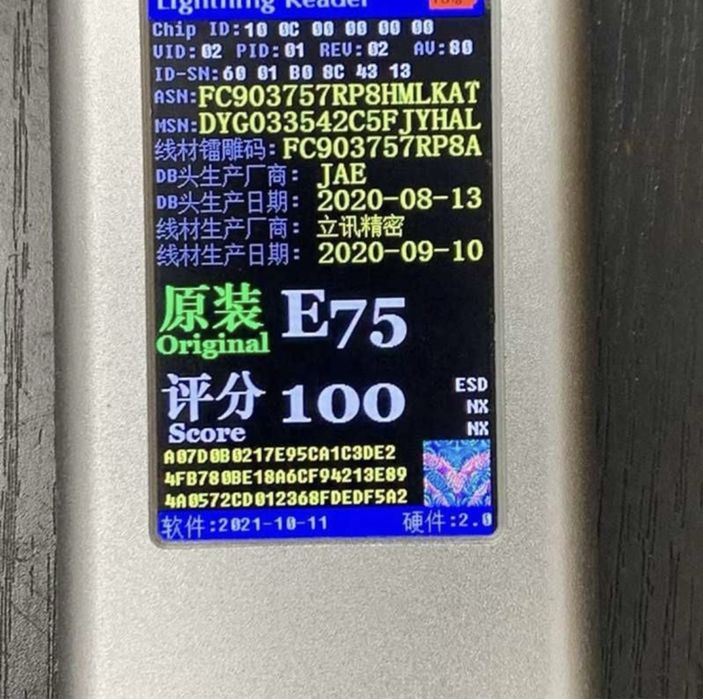 Lightning Reader
Chip ID:10 0C 00 00 00 00
VID:02 PID:01 REV:02 AV:80
ID-SN:60 01 B0 8C 43 13
ASN:FC903757RP8HMLKAT
MSN:DYG033542C5FJYHAL
线材镭雕码:FC903757RP8A
DB头生产厂商: JAE
DB头生产日期: 2020-08-13
线材生产厂商: 立讯精密
线材生产日期: 2020-09-10
原装 E75
Original
评分 100
Score
ESD
NX
NX
A07D0B0217E95CA1C3DE2
4FB780BE18A6CF94213E89
4A0572CD012368FDEDF5A2
软件:2021-10-11 硬件:2.0